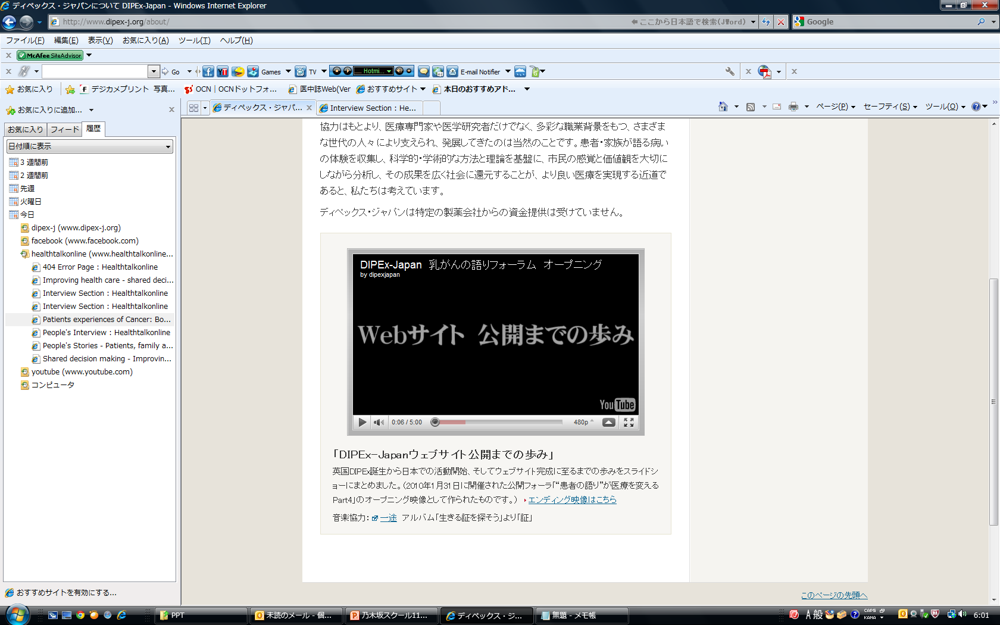 ディペックス・ジャパンについて DIPEx-Japan - Windows Internet Explorer
http://www.dipex-j.org/about/
ここから日本語で検索(JWord)
Google
ファイル(F) 編集(E) 表示(V) お気に入り(A) ツール(T) ヘルプ(H)
McAfee SiteAdvisor
Go Games TV Hotmi... E-mail Notifier
お気に入り デジカメプリント 写真... OCN | OCNドットフォ... 医中誌Web(Ver おすすめサイト 本日のおすすめアド...
お気に入りに追加...
ディペックス・ジャパ... Interview Section : He...
ページ(P) セーフティ(S) ツール(O)
お気に入り フィード 履歴
日付順に表示
3 週間前
2 週間前
先週
火曜日
今日
dipex-j (www.dipex-j.org)
facebook (www.facebook.com)
healthtalkonline (www.healthtalkonline...
404 Error Page : Healthtalkonline
Improving health care - shared deci...
Interview Section : Healthtalkonline
Interview Section : Healthtalkonline
Patients experiences of Cancer: Bo...
People's Interview : Healthtalkonline
People's Stories - Patients, family a...
Shared decision making - Improvin...
youtube (www.youtube.com)
コンピュータ
おすすめサイトを有効にする...
協力はもとより、医療専門家や医学研究者だけでなく、多彩な職業背景をもつ、さまざま
な世代の人々により支えられ、発展してきたのは当然のことです。患者・家族が語る病い
の体験を収集し、科学的・学術的な方法と理論を基盤に、市民の感覚と価値観を大切に
しながら分析し、その成果を広く社会に還元することが、より良い医療を実現する近道で
あると、私たちは考えています。
ディペックス・ジャパンは特定の製薬会社からの資金提供は受けていません。
DIPEx-Japan 乳がんの語りフォーラム オープニング
by dipexjapan
Webサイト 公開までの歩み
YouTube
0:06 / 5:00 480p
「DIPEx-Japanウェブサイト公開までの歩み」
英国DIPEx誕生から日本での活動開始、そしてウェブサイト完成に至るまでの歩みをスライドシ
ョーにまとめました。（2010年1月31日に開催された公開フォーラ「“患者の語り”が医療を変える
Part4」のオープニング映像として作られたものです。） エンディング映像はこちら
音楽協力： 一途 アルバム「生きる証を探そう」より「証」
このページの先頭へ
PPT 未読のメール - 個... 乃木坂スクール11... ディペックス・ジ... 無題 - メモ帳
A 般 CAPS KANA 6:01